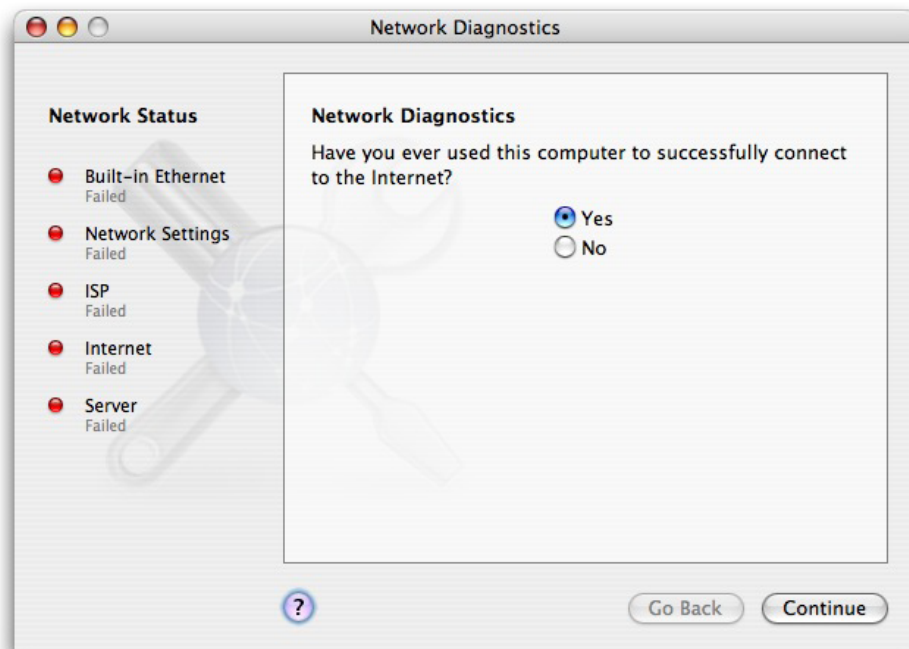 Network Diagnostics
Network Status
Built-in Ethernet
Failed
Network Settings
Failed
ISP
Failed
Internet
Failed
Server
Failed
Network Diagnostics
Have you ever used this computer to successfully connect
to the Internet?
Yes
No
?
Go Back
Continue